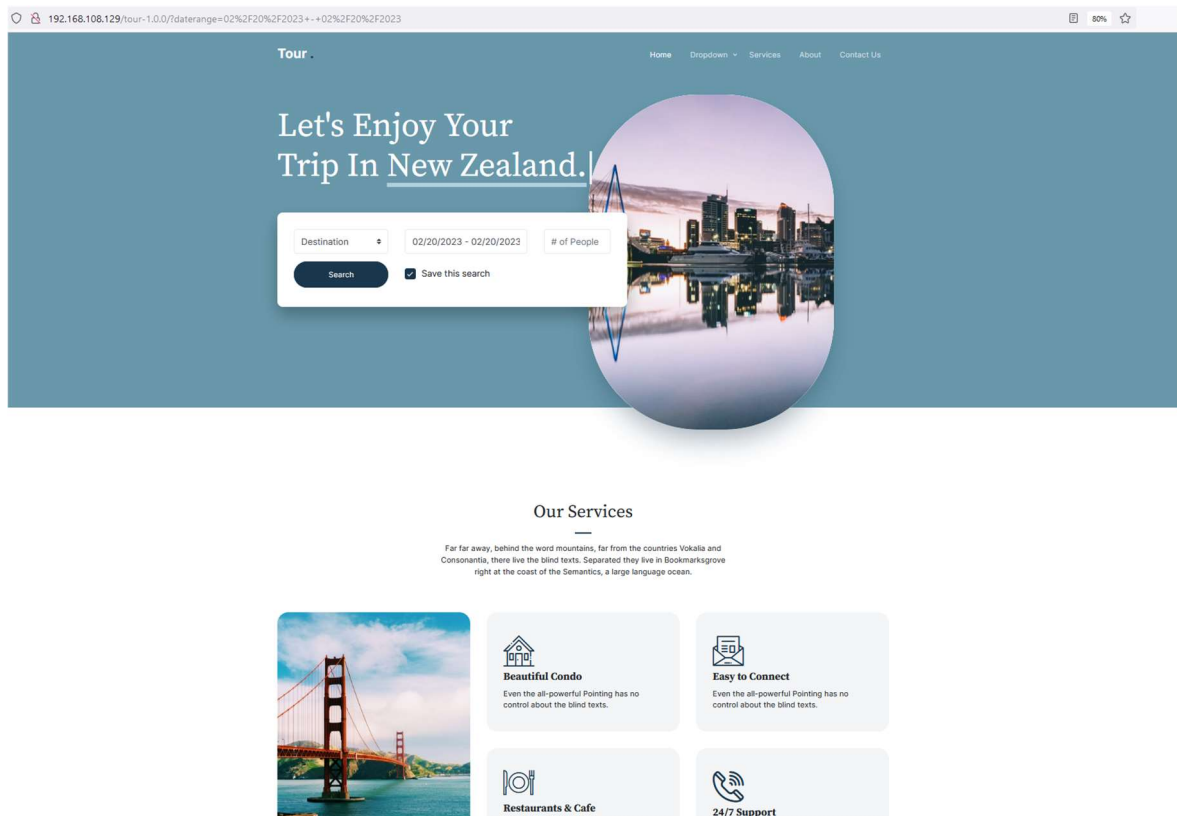 192.168.108.129/tour-1.0.0/?daterange=02%2F20%2F2023+-+02%2F20%2F2023
80%
Tour .
Home Dropdown Services About Contact Us
Let's Enjoy Your
Trip In New Zealand.|
Destination 02/20/2023 - 02/20/2023 # of People
Search Save this search
Our Services
Far far away, behind the word mountains, far from the countries Vokalia and
Consonantia, there live the blind texts. Separated they live in Bookmarksgrove
right at the coast of the Semantics, a large language ocean.
Beautiful Condo
Even the all-powerful Pointing has no
control about the blind texts.
Easy to Connect
Even the all-powerful Pointing has no
control about the blind texts.
Restaurants & Cafe
24/7 Support